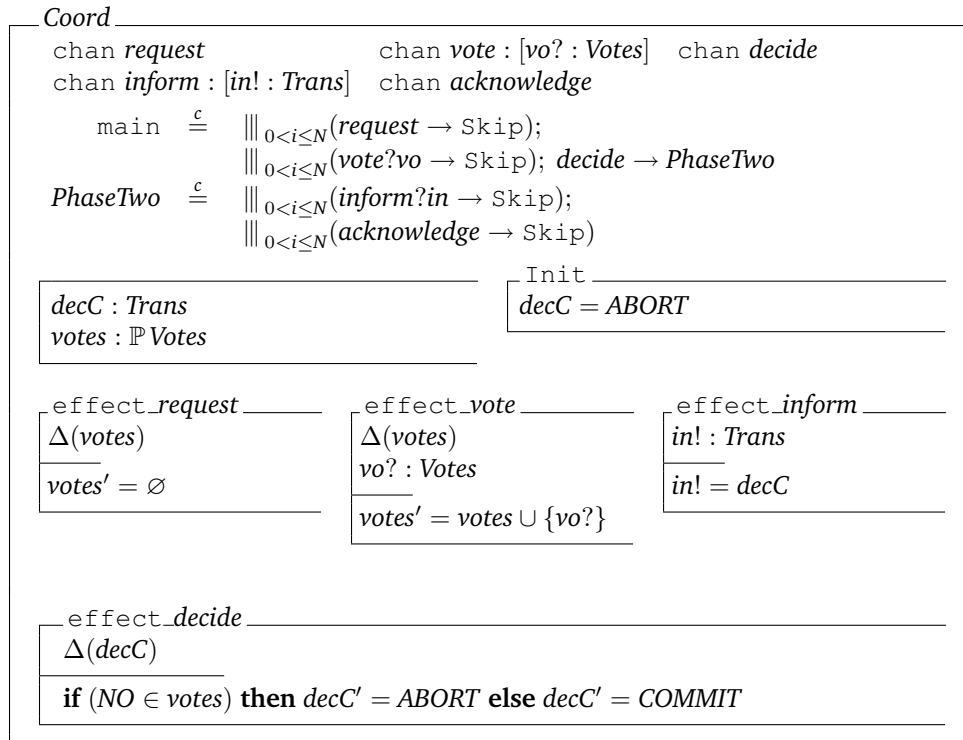 Coord
chan request chan vote : [vo? : Votes] chan decide
chan inform : [in! : Trans] chan acknowledge
main c= ||| 0<i≤N(request → Skip);
||| 0<i≤N(vote?vo → Skip); decide → PhaseTwo
PhaseTwo c= ||| 0<i≤N(inform?in → Skip);
||| 0<i≤N(acknowledge → Skip)
decC : Trans
votes : ℙ Votes
Init
decC = ABORT
effect_request
Δ(votes)
votes′ = ∅
effect_vote
Δ(votes)
vo? : Votes
votes′ = votes ∪ {vo?}
effect_inform
in! : Trans
in! = decC
effect_decide
Δ(decC)
if (NO ∈ votes) then decC′ = ABORT else decC′ = COMMIT